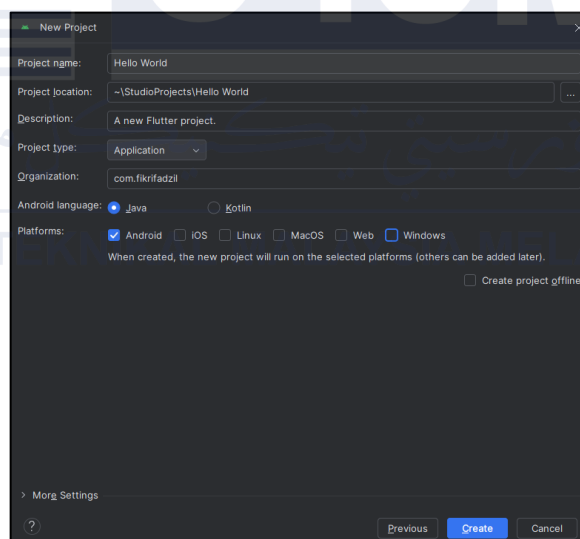 New Project
Project name: Hello World
Project location: ~\StudioProjects\Hello World ...
Description: A new Flutter project.
Project type: Application
Organization: com.fikrifadzil
Android language: Java Kotlin
Platforms: Android iOS Linux MacOS Web Windows
When created, the new project will run on the selected platforms (others can be added later).
Create project offline
More Settings
? Previous Create Cancel